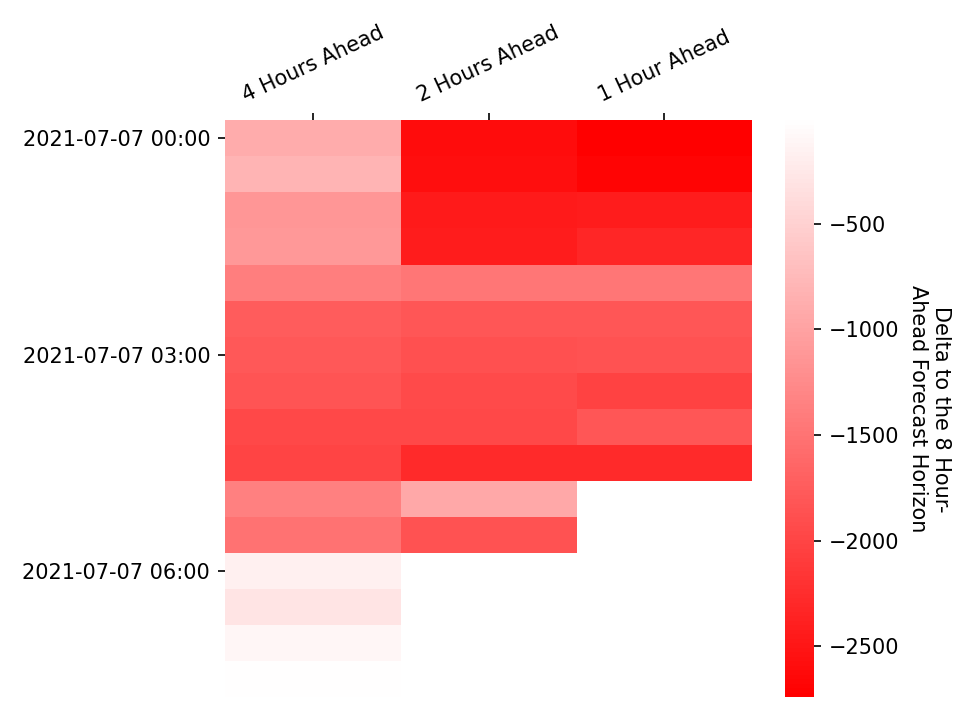 4 Hours Ahead
2 Hours Ahead
1 Hour Ahead
2021-07-07 00:00
2021-07-07 03:00
2021-07-07 06:00
−500
−1000
−1500
−2000
−2500
Delta to the 8 Hour-
Ahead Forecast Horizon